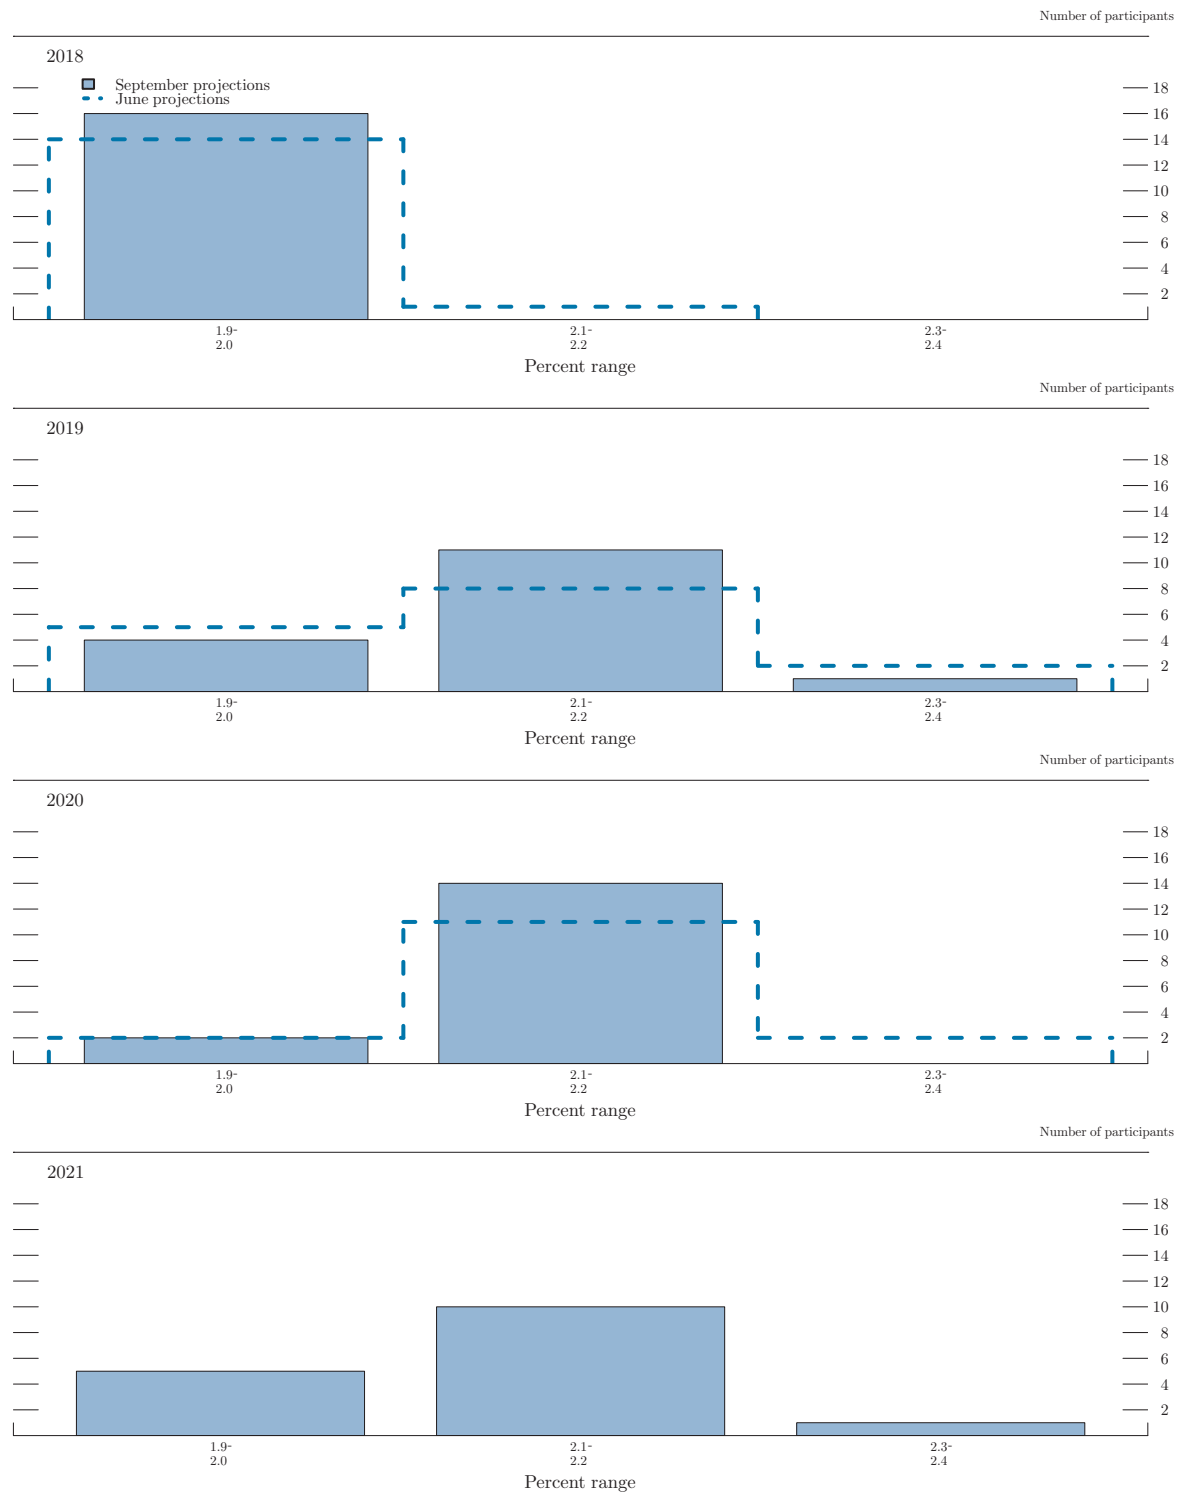 Number of participants
2018
September projections
June projections
18
16
14
12
10
8
6
4
2
1.9- 2.1- 2.3-
2.0 2.2 2.4
Percent range
Number of participants
2019
18
16
14
12
10
8
6
4
2
1.9- 2.1- 2.3-
2.0 2.2 2.4
Percent range
Number of participants
2020
18
16
14
12
10
8
6
4
2
1.9- 2.1- 2.3-
2.0 2.2 2.4
Percent range
Number of participants
2021
18
16
14
12
10
8
6
4
2
1.9- 2.1- 2.3-
2.0 2.2 2.4
Percent range